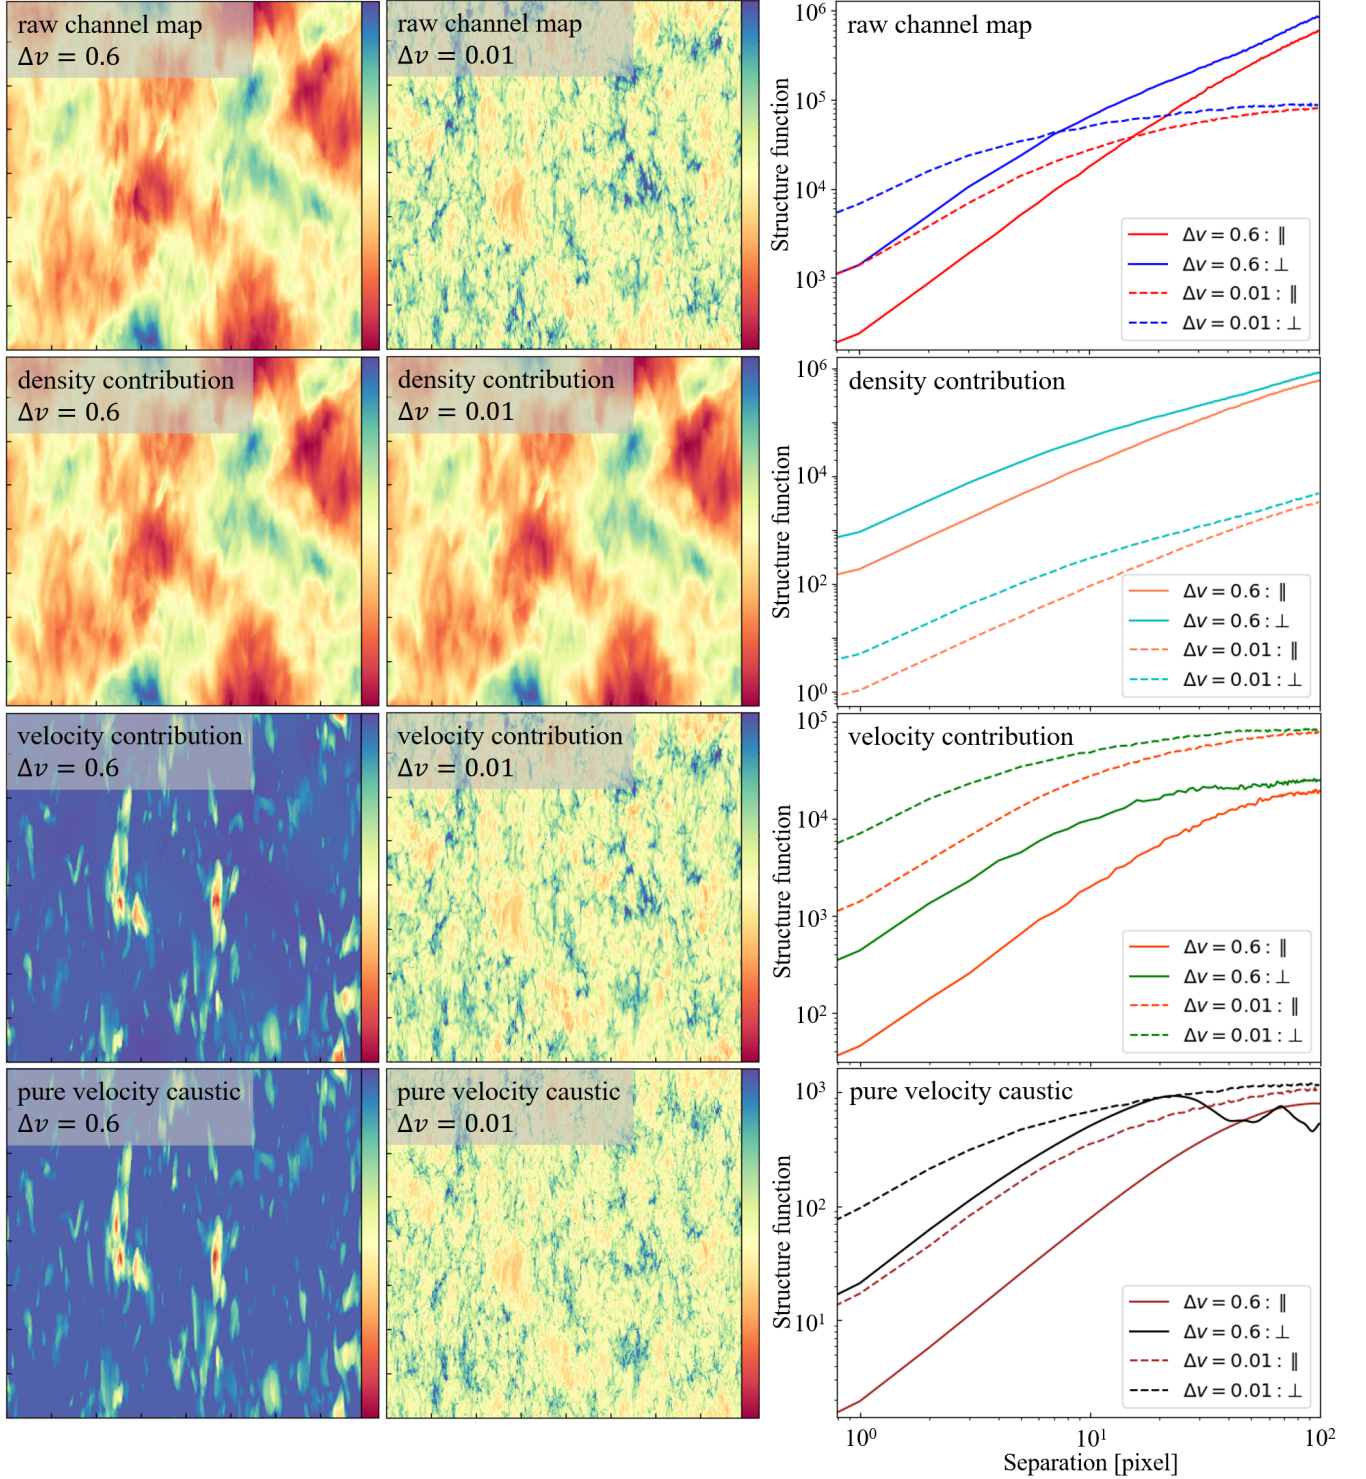 raw channel map
Δv = 0.6
raw channel map
Δv = 0.01
raw channel map
Structure function
10⁶
10⁵
10⁴
10³
Δv = 0.6 : ∥
Δv = 0.6 : ⊥
Δv = 0.01 : ∥
Δv = 0.01 : ⊥
density contribution
Δv = 0.6
density contribution
Δv = 0.01
density contribution
Structure function
10⁶
10⁴
10²
10⁰
Δv = 0.6 : ∥
Δv = 0.6 : ⊥
Δv = 0.01 : ∥
Δv = 0.01 : ⊥
velocity contribution
Δv = 0.6
velocity contribution
Δv = 0.01
velocity contribution
Structure function
10⁵
10⁴
10³
10²
Δv = 0.6 : ∥
Δv = 0.6 : ⊥
Δv = 0.01 : ∥
Δv = 0.01 : ⊥
pure velocity caustic
Δv = 0.6
pure velocity caustic
Δv = 0.01
pure velocity caustic
Structure function
10³
10²
10¹
Δv = 0.6 : ∥
Δv = 0.6 : ⊥
Δv = 0.01 : ∥
Δv = 0.01 : ⊥
10⁰ 10¹ 10²
Separation [pixel]